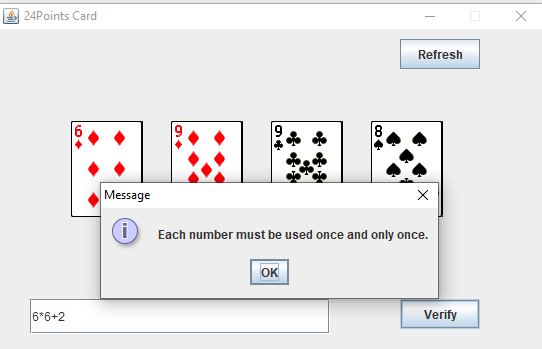 24Points Card
Refresh
6 9 9 8
Message
Each number must be used once and only once.
OK
6*6+2
Verify